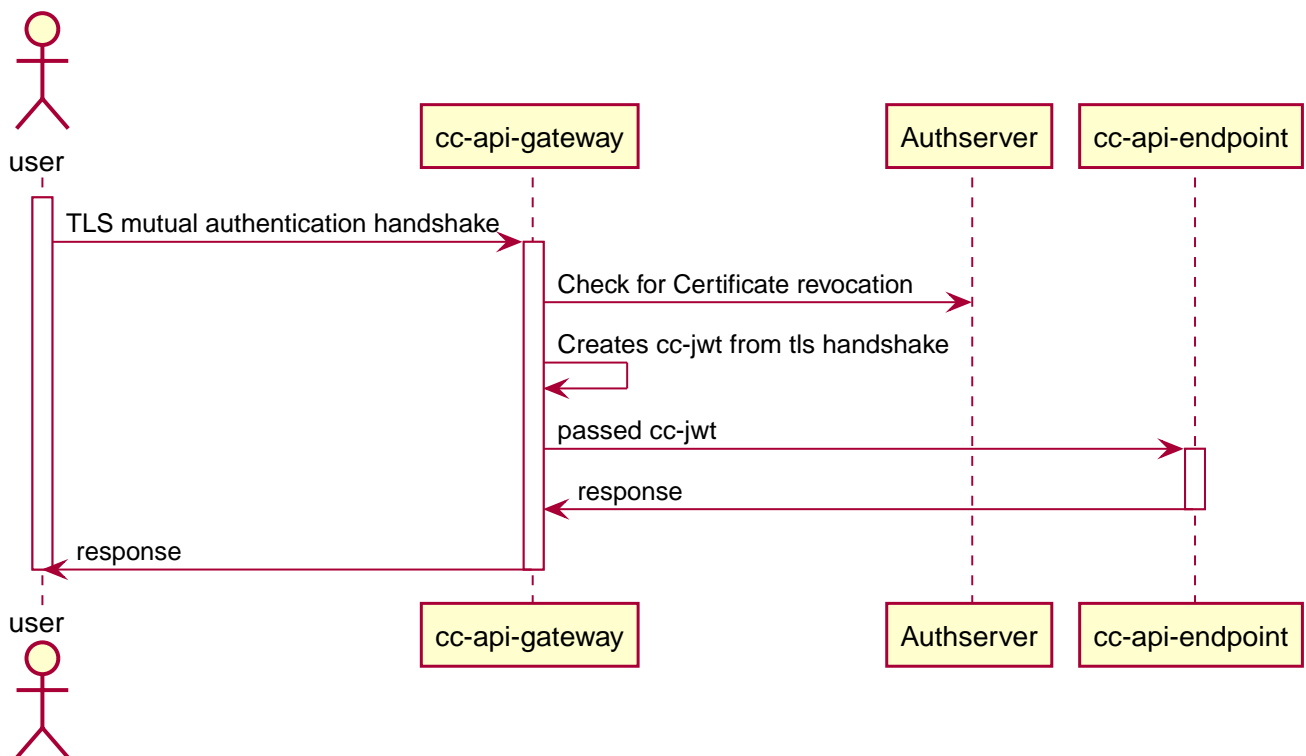 user
cc-api-gateway
Authserver
cc-api-endpoint
TLS mutual authentication handshake
Check for Certificate revocation
Creates cc-jwt from tls handshake
passed cc-jwt
response
response
user
cc-api-gateway
Authserver
cc-api-endpoint